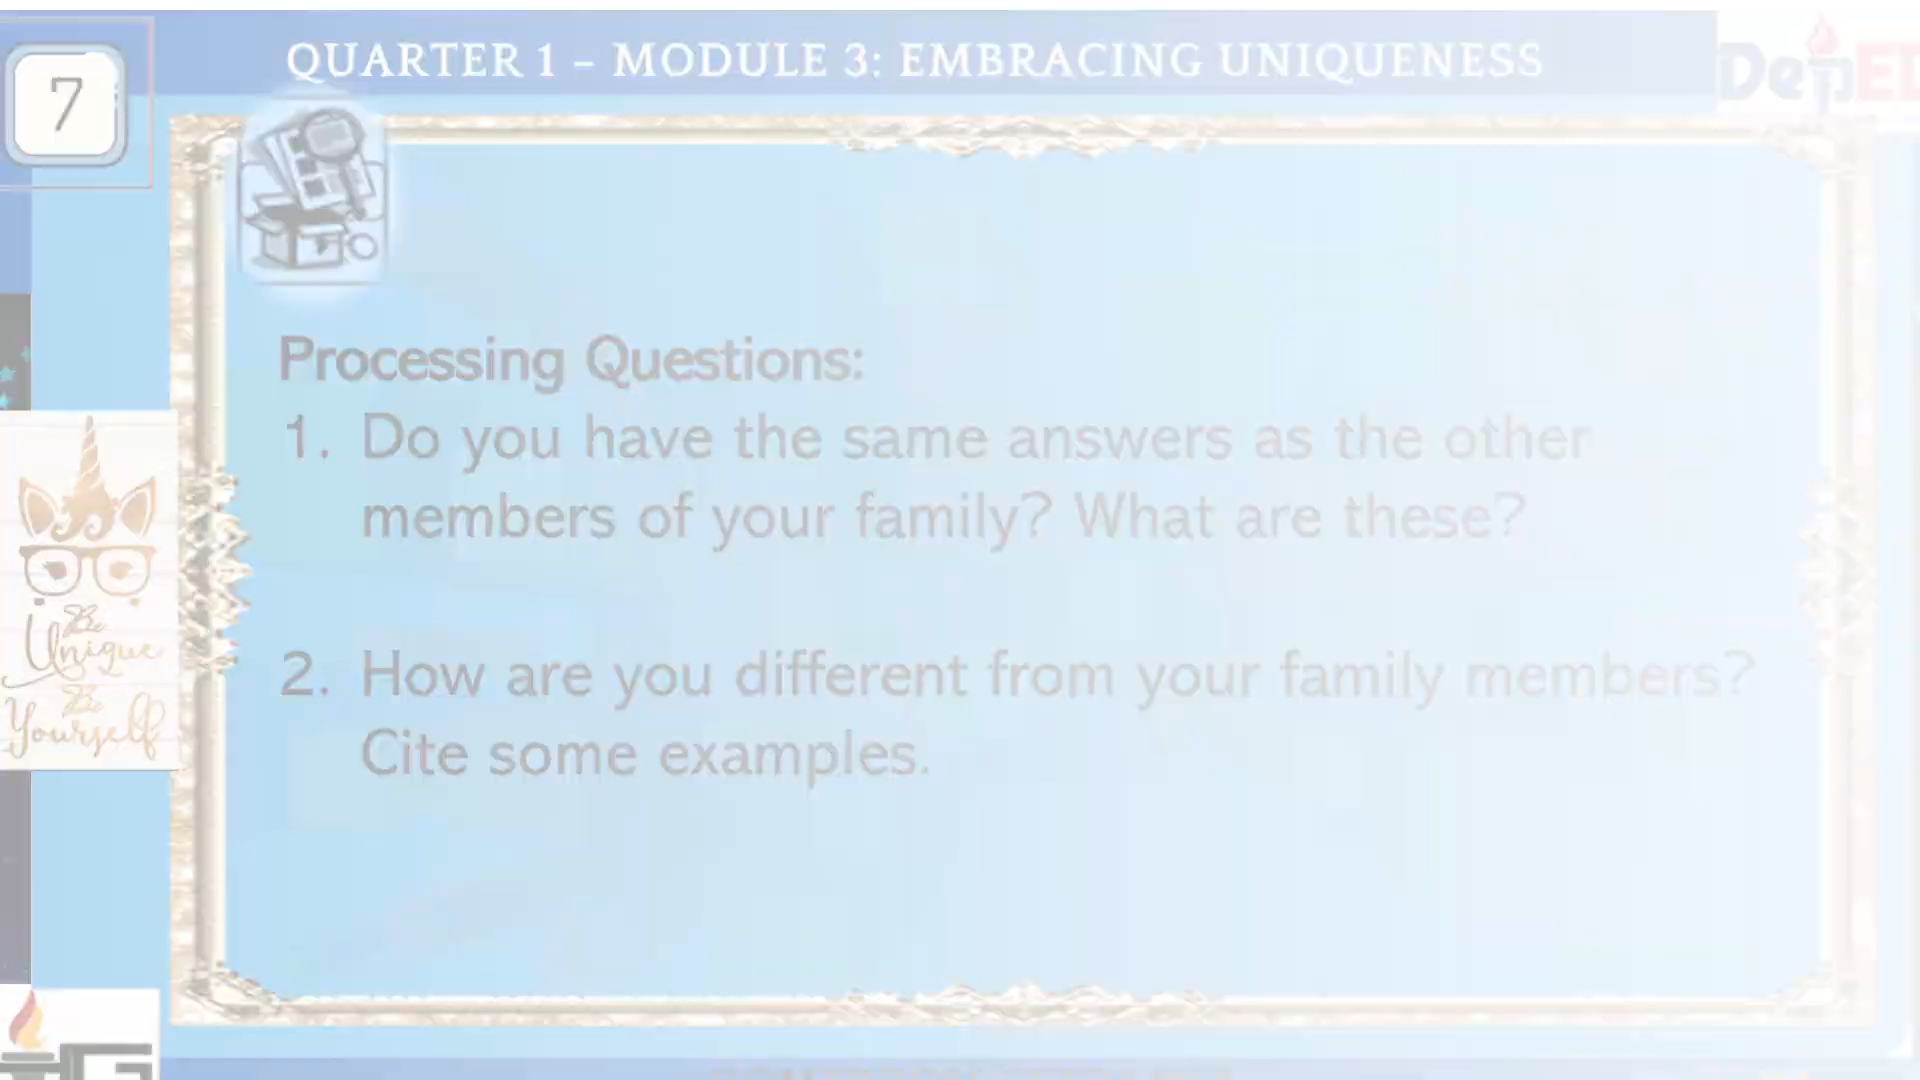 7
QUARTER 1 – MODULE 3: EMBRACING UNIQUENESS
DepED
Processing Questions:
1. Do you have the same answers as the other
members of your family? What are these?
2. How are you different from your family members?
Cite some examples.
Be
Unique
Be
Yourself